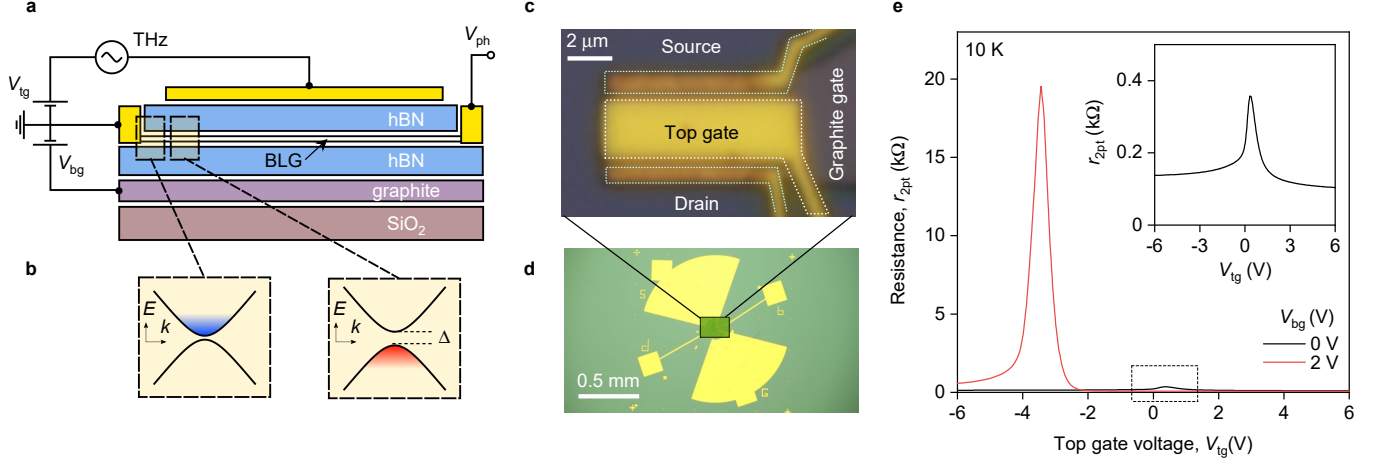 a
THz
V_ph
V_tg
hBN
BLG
V_bg
hBN
graphite
SiO₂
b
E
k
E
k
Δ
c
2 μm
Source
Top gate
Graphite gate
Drain
d
s
b
d
G
0.5 mm
e
10 K
Resistance, r_2pt (kΩ)
20
15
10
5
0
-6 -4 -2 0 2 4 6
Top gate voltage, V_tg(V)
r_2pt (kΩ)
0.4
0.2
0
-6 -3 0 3 6
V_tg (V)
V_bg (V)
0 V
2 V